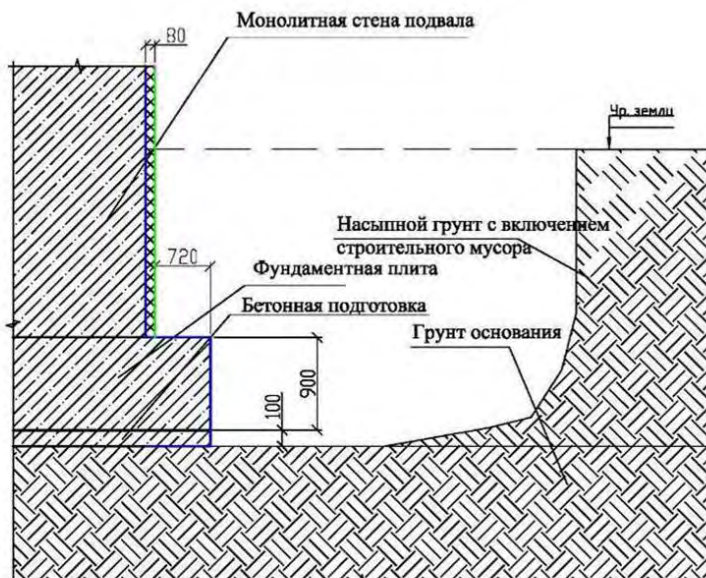 Монолитная стена подвала
80
Чр. земли
Насыпной грунт с включением
строительного мусора
720
Фундаментная плита
Бетонная подготовка
Грунт основания
900
100